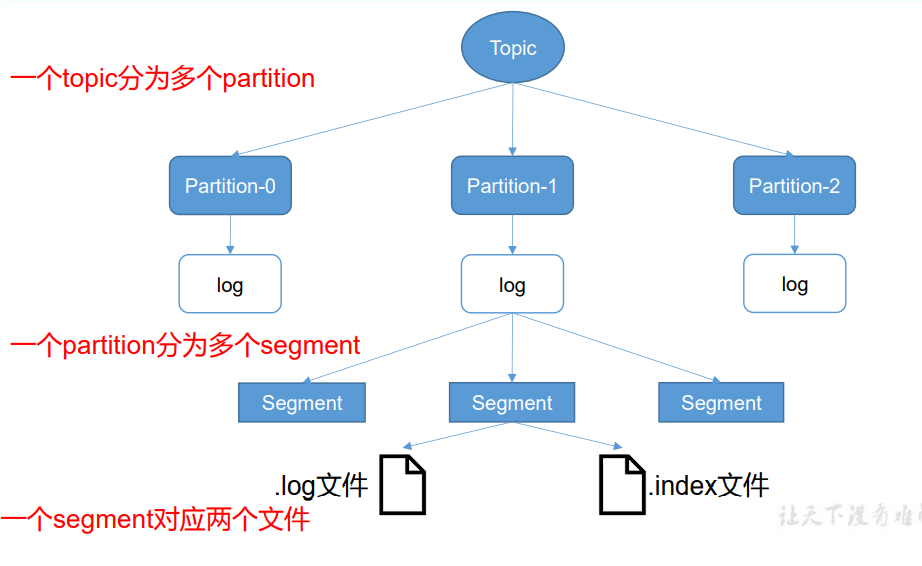 Topic
一个topic分为多个partition
Partition-0
Partition-1
Partition-2
log
log
log
一个partition分为多个segment
Segment
Segment
Segment
.log文件
.index文件
一个segment对应两个文件
让天下没有难